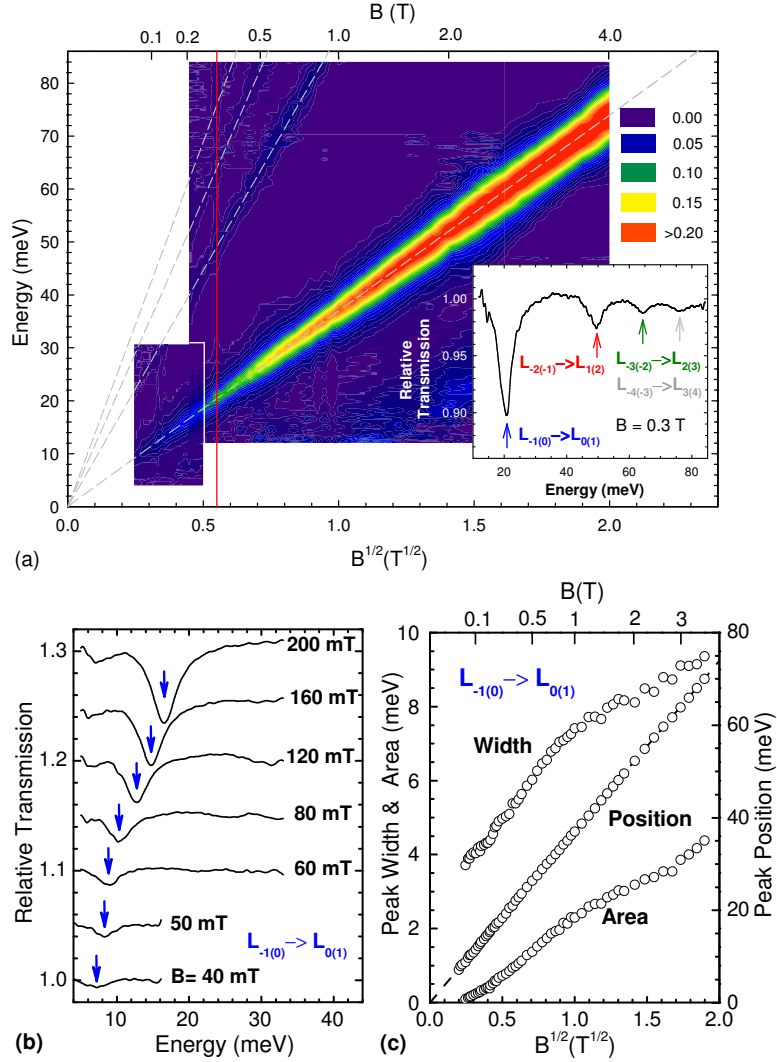 B (T)
0.1 0.2 0.5 1.0 2.0 4.0
80
70
60
50
40
30
20
10
0
Energy (meV)
0.00
0.05
0.10
0.15
>0.20
1.00
0.95
0.90
Relative
Transmission
L-2(-1)—>L1(2)
L-3(-2)—>L2(3)
L-4(-3)—>L3(4)
L-1(0)—>L0(1)
B = 0.3 T
20 40 60 80
Energy (meV)
0.0 0.5 1.0 1.5 2.0
B1/2(T1/2)
(a)
1.3
1.2
1.1
1.0
Relative Transmission
200 mT
160 mT
120 mT
80 mT
60 mT
50 mT
L-1(0)—> L0(1)
B= 40 mT
10 20 30 40
Energy (meV)
(b)
B(T)
0.1 0.5 1 2 3
10
8
6
4
2
0
Peak Width & Area (meV)
L-1(0)—> L0(1)
Width
Position
Area
80
60
40
20
0
Peak Position (meV)
0.0 0.5 1.0 1.5 2.0
B1/2(T1/2)
(c)